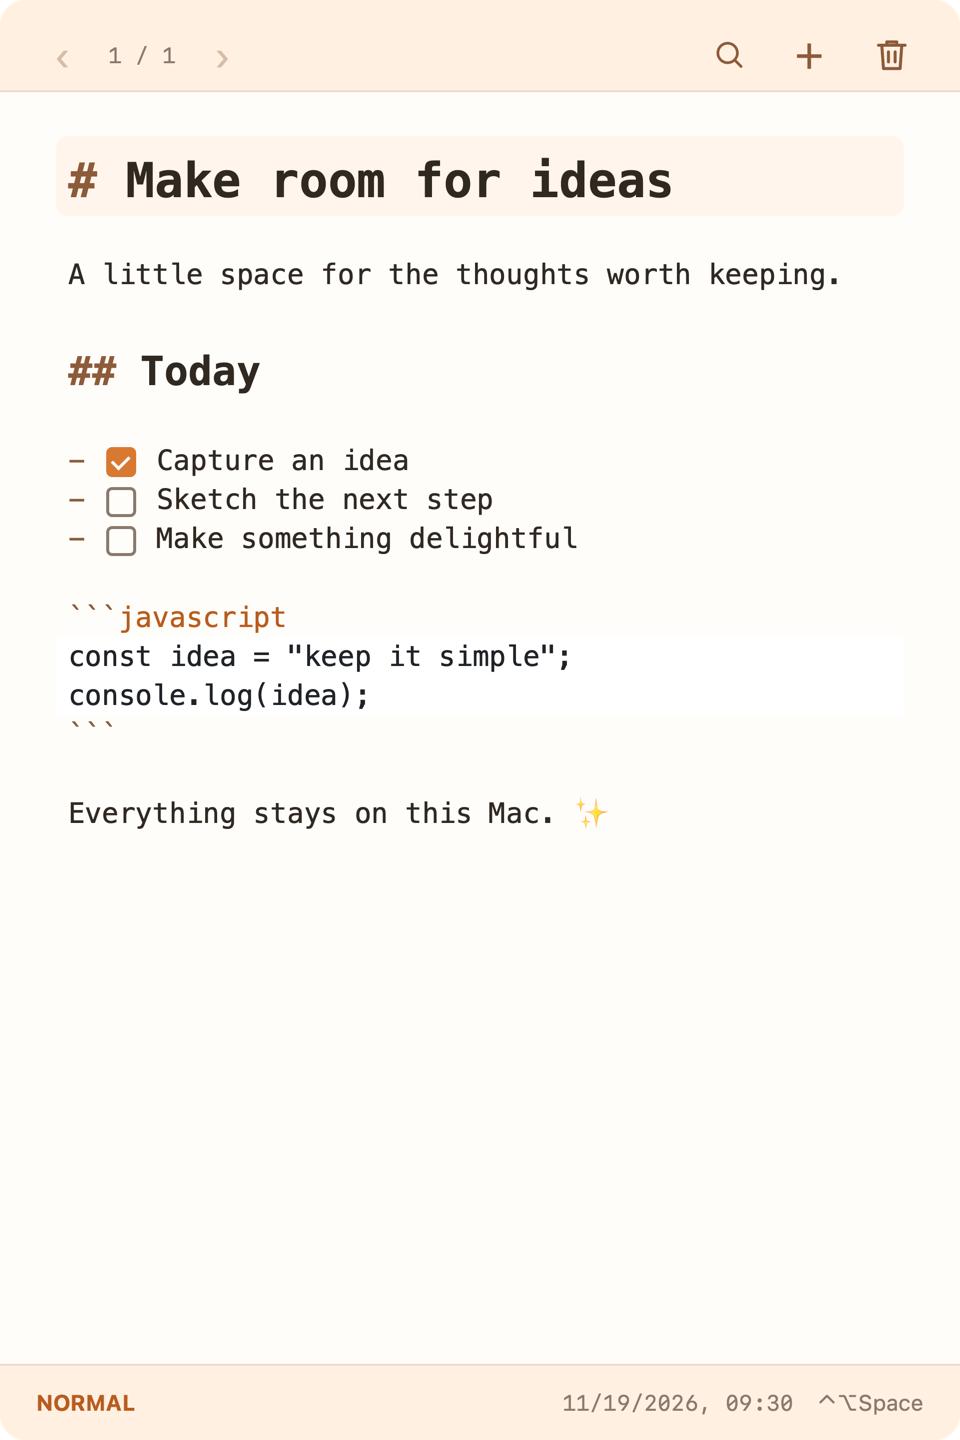 ‹ 1 / 1 ›
# Make room for ideas
A little space for the thoughts worth keeping.
## Today
- Capture an idea
- Sketch the next step
- Make something delightful
```javascript
const idea = "keep it simple";
console.log(idea);
```
Everything stays on this Mac. ✨
NORMAL 11/19/2026, 09:30 ^⌥Space